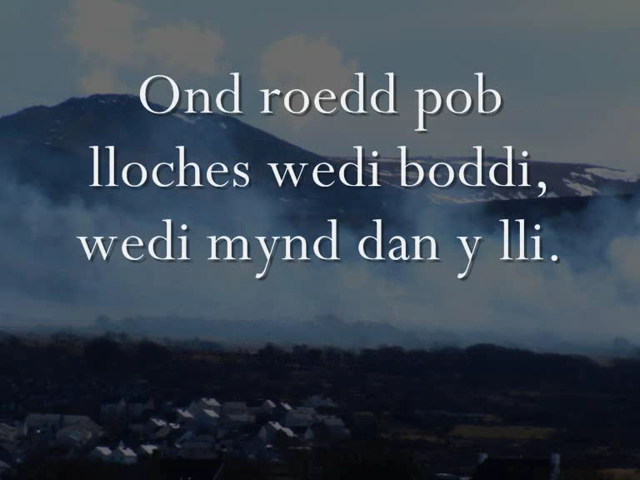 Ond roedd pob
lloches wedi boddi,
wedi mynd dan y lli.